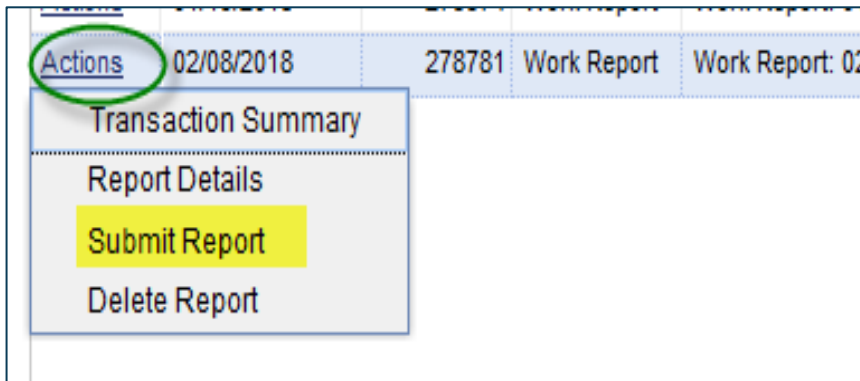 Actions 02/08/2018 278781 Work Report Work Report: 02
Transaction Summary
Report Details
Submit Report
Delete Report